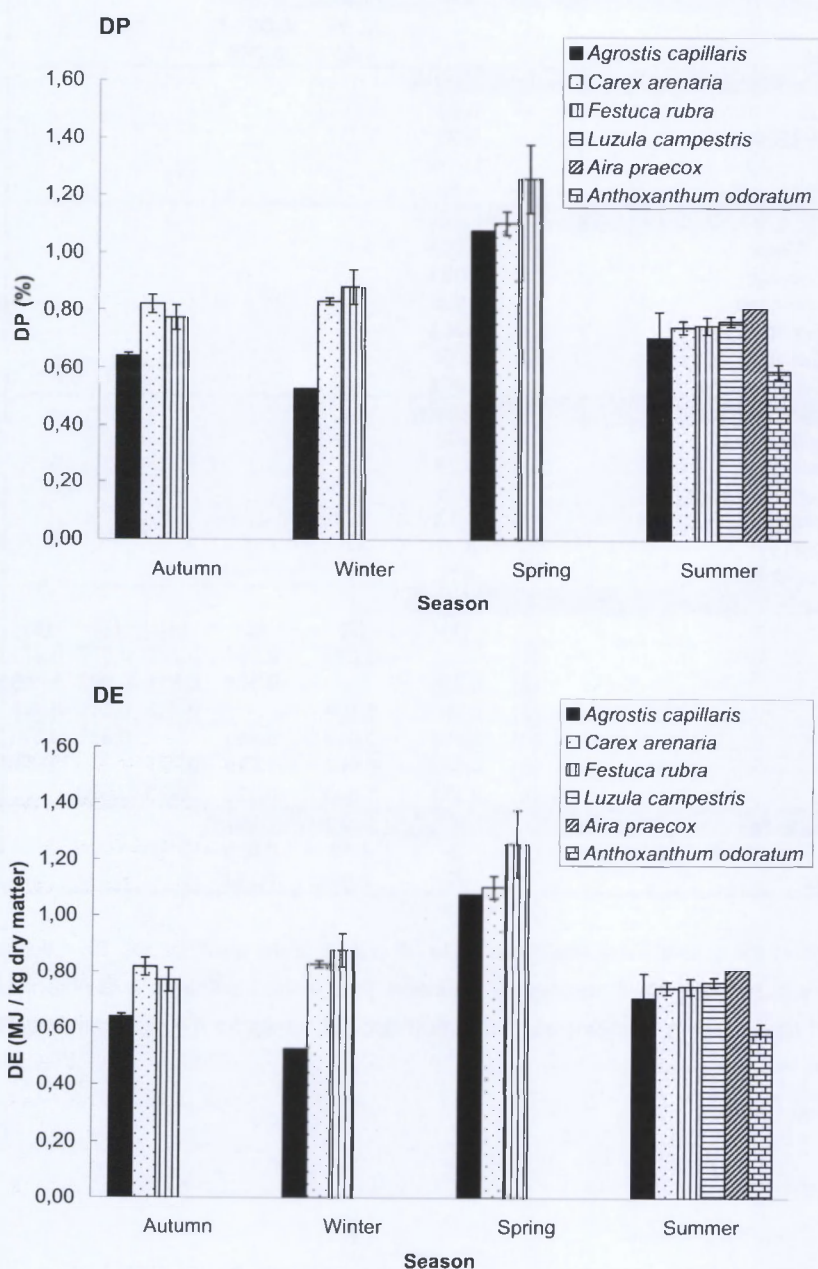 DP
Agrostis capillaris
Carex arenaria
Festuca rubra
Luzula campestris
Aira praecox
Anthoxanthum odoratum
1,60
1,40
1,20
1,00
0,80
0,60
0,40
0,20
0,00
DP (%)
Autumn Winter Spring Summer
Season
DE
Agrostis capillaris
Carex arenaria
Festuca rubra
Luzula campestris
Aira praecox
Anthoxanthum odoratum
1,60
1,40
1,20
1,00
0,80
0,60
0,40
0,20
0,00
DE (MJ / kg dry matter)
Autumn Winter Spring Summer
Season